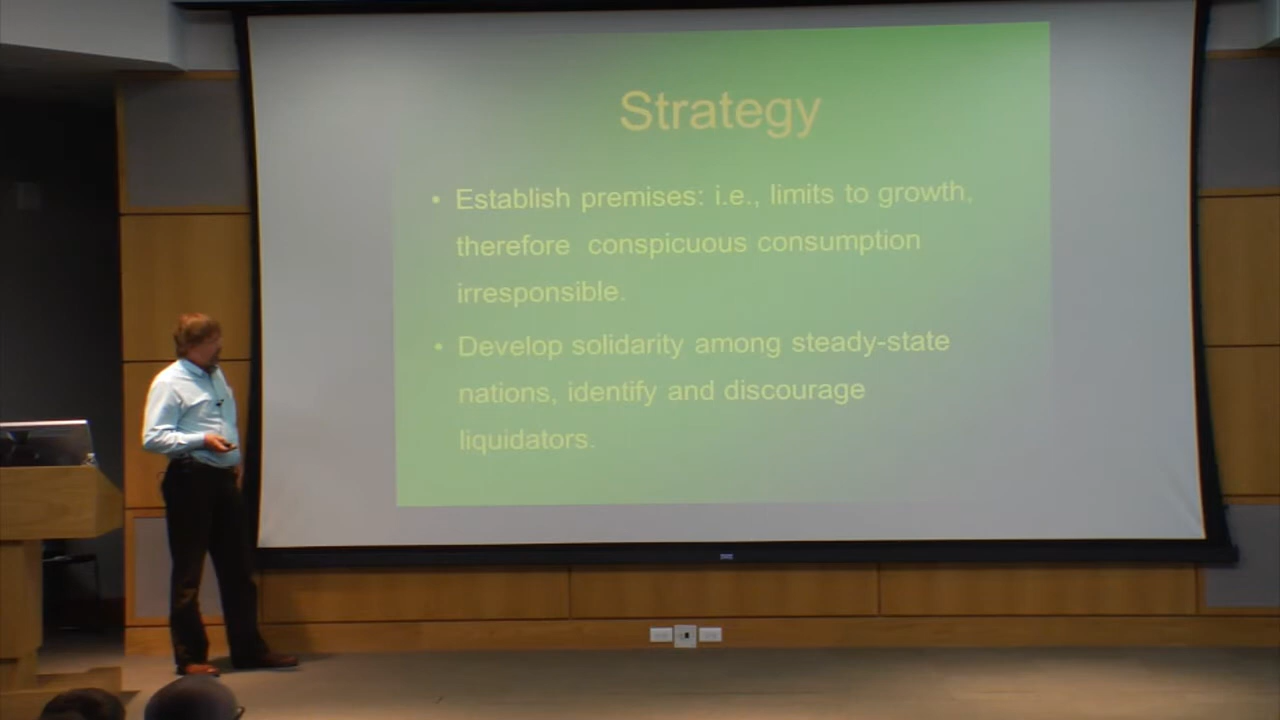 Strategy
• Establish premises: i.e., limits to growth,
therefore conspicuous consumption
irresponsible.
• Develop solidarity among steady-state
nations, identify and discourage
liquidators.